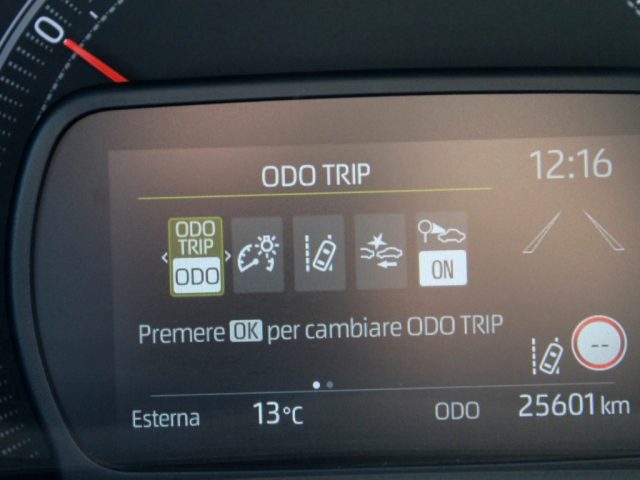 0
ODO TRIP
12:16
ODO
TRIP
ODO
ON
Premere OK per cambiare ODO TRIP
--
Esterna 13°C ODO 25601 km